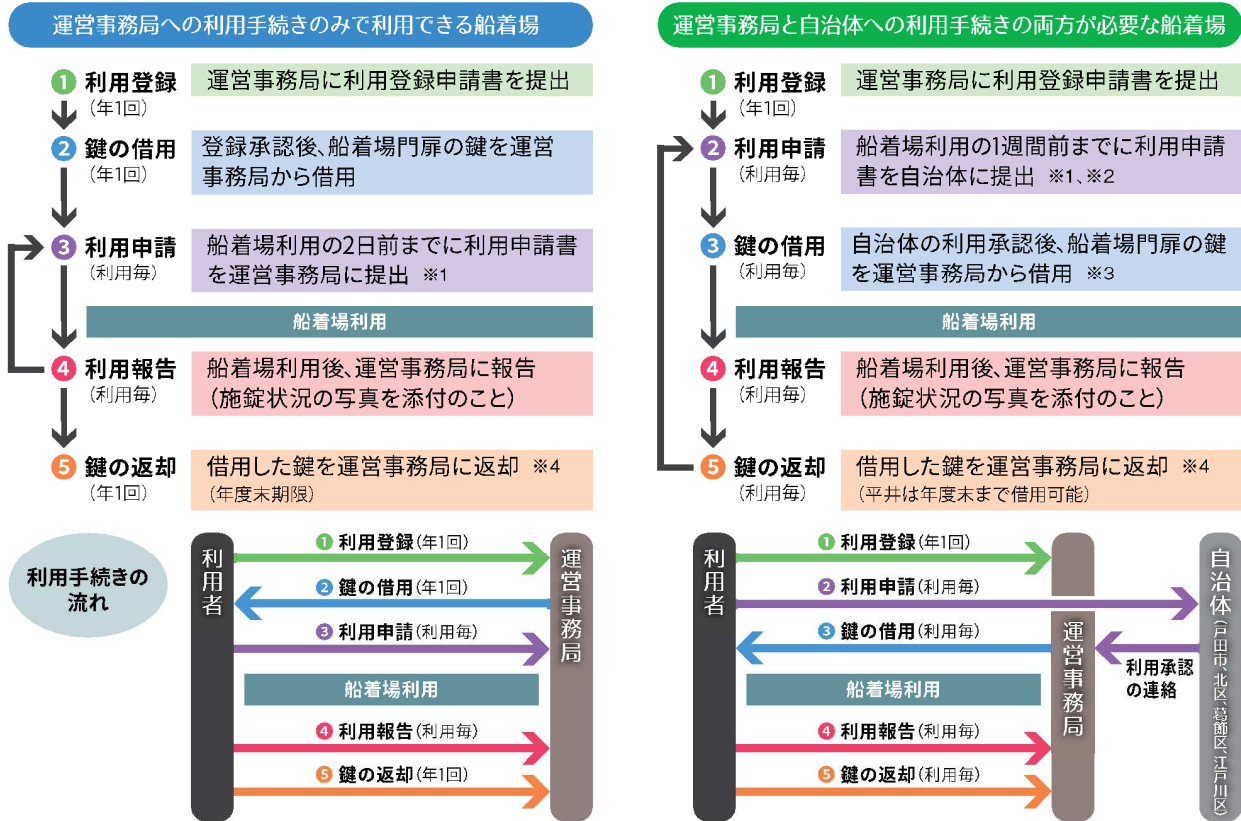 運営事務局への利用手続きのみで利用できる船着場
1 利用登録
(年1回)
運営事務局に利用登録申請書を提出
2 鍵の借用
(年1回)
登録承認後、船着場門扉の鍵を運営
事務局から借用
3 利用申請
(利用毎)
船着場利用の2日前までに利用申請書
を運営事務局に提出 ※1
船着場利用
4 利用報告
(利用毎)
船着場利用後、運営事務局に報告
(施錠状況の写真を添付のこと)
5 鍵の返却
(年1回)
借用した鍵を運営事務局に返却 ※4
(年度末期限)
運営事務局と自治体への利用手続きの両方が必要な船着場
1 利用登録
(年1回)
運営事務局に利用登録申請書を提出
2 利用申請
(利用毎)
船着場利用の1週間前までに利用申請
書を自治体に提出 ※1、※2
3 鍵の借用
(利用毎)
自治体の利用承認後、船着場門扉の鍵
を運営事務局から借用 ※3
船着場利用
4 利用報告
(利用毎)
船着場利用後、運営事務局に報告
(施錠状況の写真を添付のこと)
5 鍵の返却
(利用毎)
借用した鍵を運営事務局に返却 ※4
(平井は年度末まで借用可能)
利用手続きの
流れ
利用者
1 利用登録(年1回)
2 鍵の借用(年1回)
3 利用申請(利用毎)
船着場利用
4 利用報告(利用毎)
5 鍵の返却(年1回)
運営事務局
利用者
1 利用登録(年1回)
2 利用申請(利用毎)
3 鍵の借用(利用毎)
船着場利用
4 利用報告(利用毎)
5 鍵の返却(利用毎)
運営事務局
利用承認
の連絡
自治体(戸田市、北区、葛飾区、江戸川区)